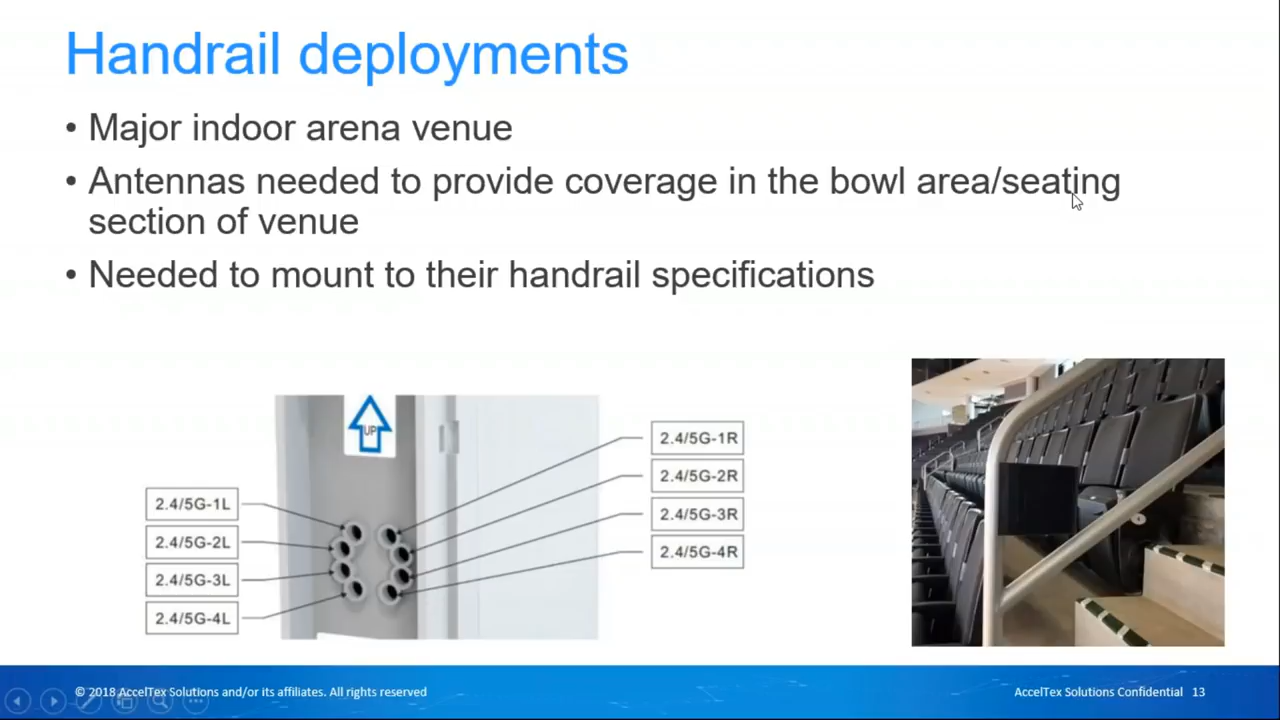 Handrail deployments
• Major indoor arena venue
• Antennas needed to provide coverage in the bowl area/seating
section of venue
• Needed to mount to their handrail specifications
UP
2.4/5G-1L
2.4/5G-2L
2.4/5G-3L
2.4/5G-4L
2.4/5G-1R
2.4/5G-2R
2.4/5G-3R
2.4/5G-4R
© 2018 AccelTex Solutions and/or its affiliates. All rights reserved
AccelTex Solutions Confidential 13